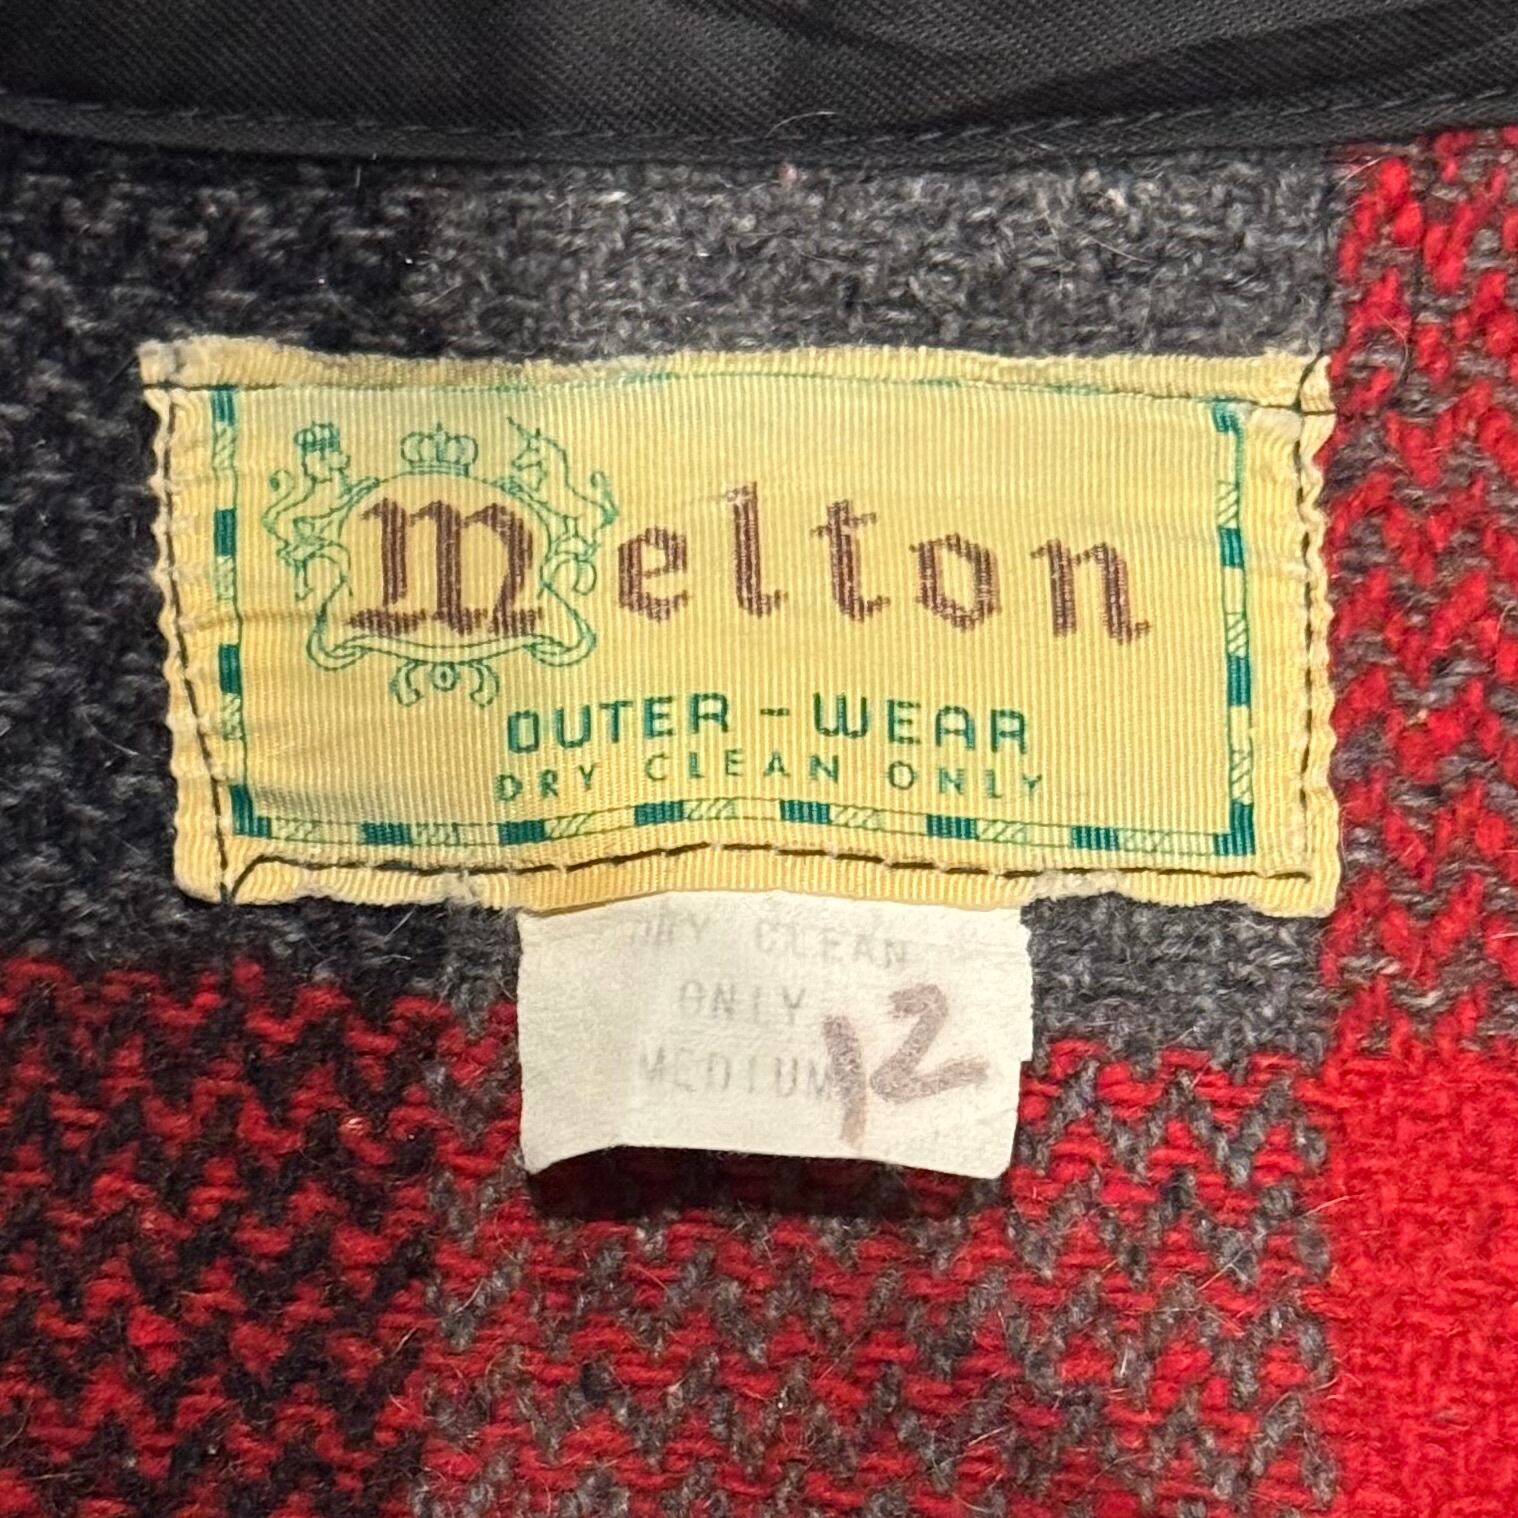 Melton
OUTER-WEAR
DRY CLEAN ONLY
DRY CLEAN
ONLY
MEDIUM 12